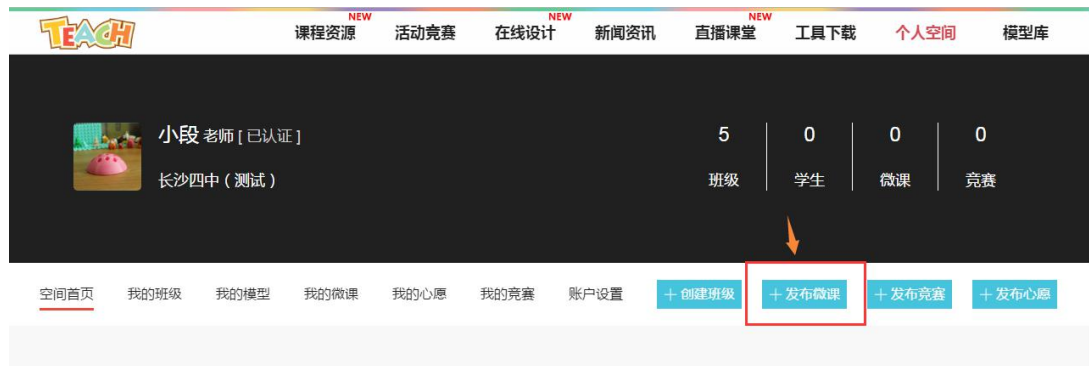 TEACH
NEW NEW NEW
课程资源 活动竞赛 在线设计 新闻资讯 直播课堂 工具下载 个人空间 模型库
小段 老师 [ 已认证 ]
长沙四中 ( 测试 )
5 0 0 0
班级 学生 微课 竞赛
空间首页 我的班级 我的模型 我的微课 我的心愿 我的竞赛 账户设置 + 创建班级 + 发布微课 + 发布竞赛 + 发布心愿